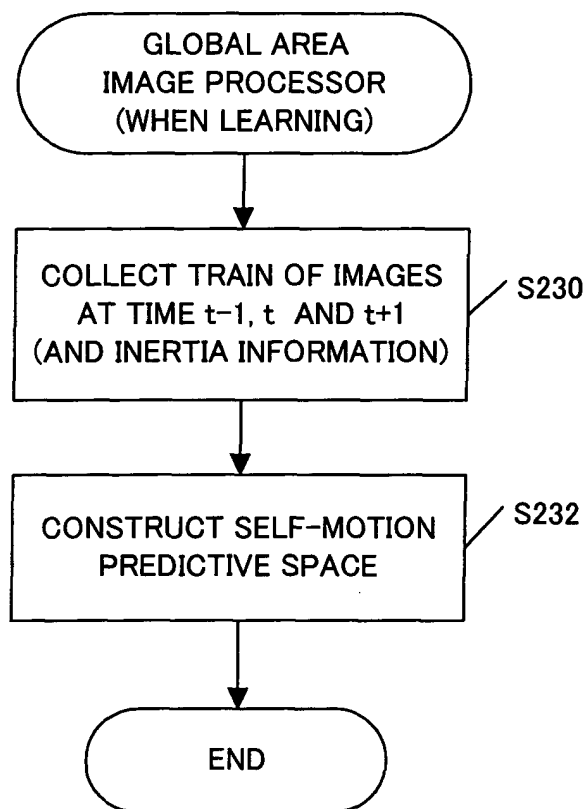 GLOBAL AREA
IMAGE PROCESSOR
(WHEN LEARNING)
COLLECT TRAIN OF IMAGES
AT TIME t-1, t AND t+1
(AND INERTIA INFORMATION)
S230
CONSTRUCT SELF-MOTION
PREDICTIVE SPACE
S232
END